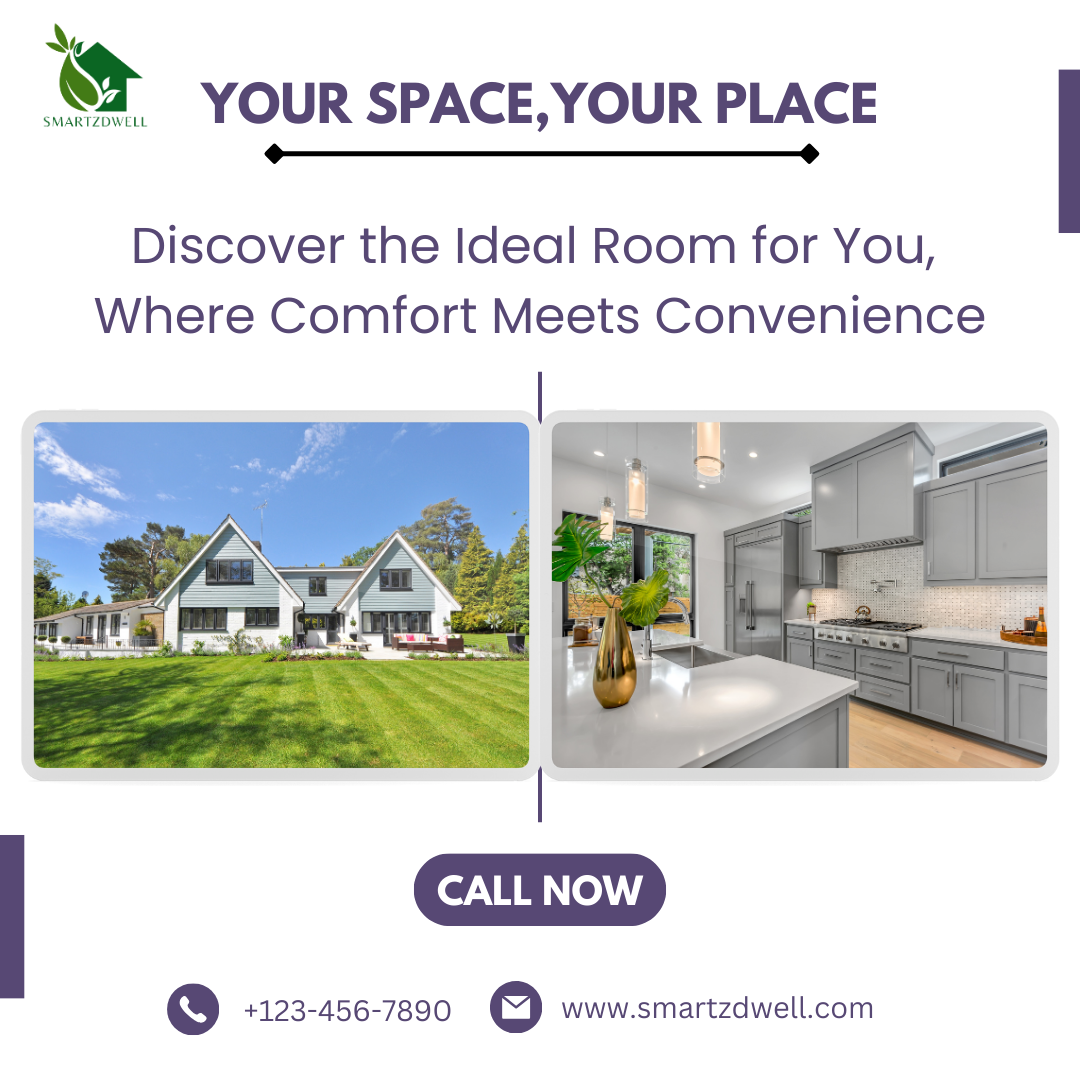 SMARTZDWELL
YOUR SPACE,YOUR PLACE
Discover the Ideal Room for You,
Where Comfort Meets Convenience
CALL NOW
+123-456-7890
www.smartzdwell.com